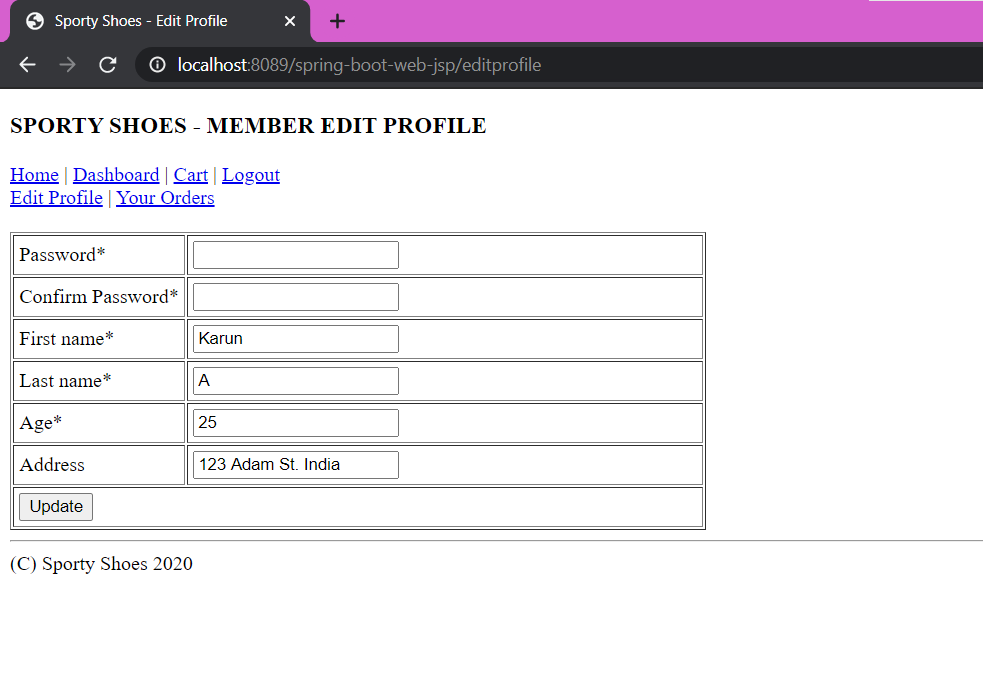 Sporty Shoes - Edit Profile
localhost:8089/spring-boot-web-jsp/editprofile
SPORTY SHOES - MEMBER EDIT PROFILE
Home | Dashboard | Cart | Logout
Edit Profile | Your Orders
Password*
Confirm Password*
First name* Karun
Last name* A
Age* 25
Address 123 Adam St. India
Update
(C) Sporty Shoes 2020